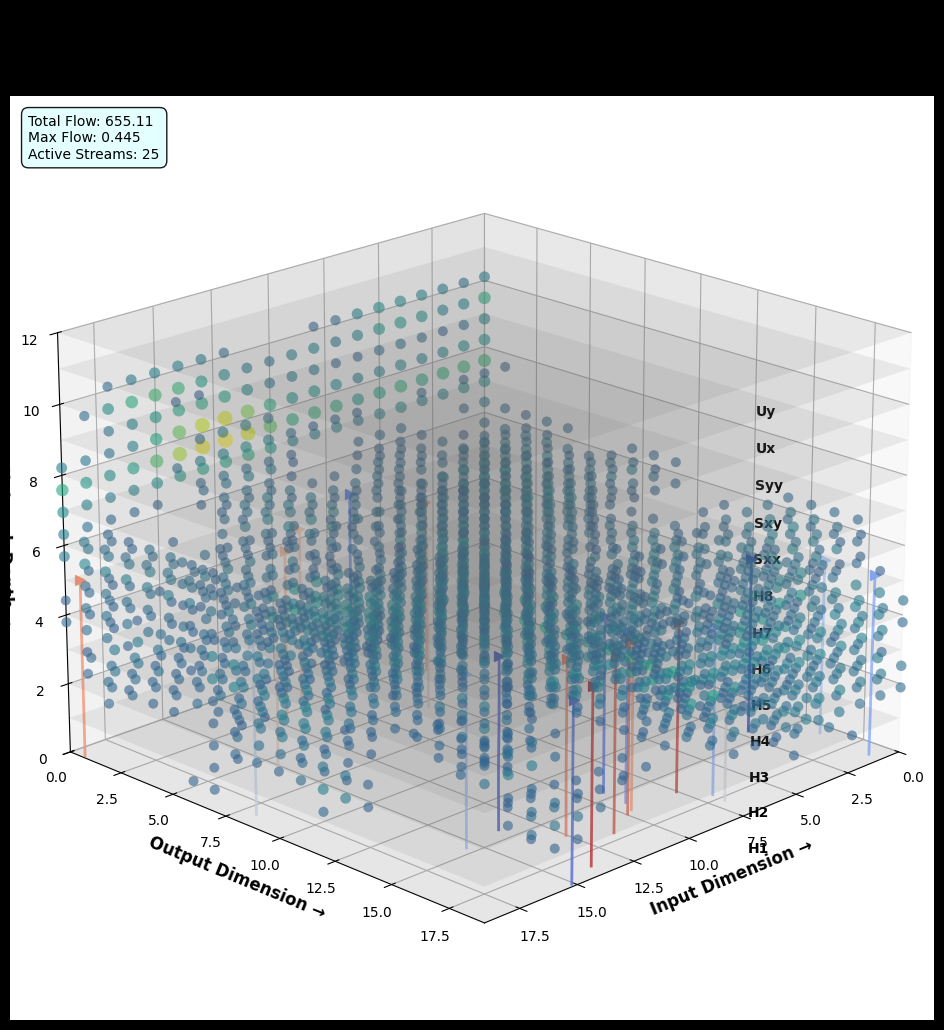 Total Flow: 655.11
Max Flow: 0.445
Active Streams: 25
12
10
8
6
4
2
0
Uy
Ux
Syy
Sxy
Sxx
H8
H7
H6
H5
H4
H3
H2
H1
0.0
2.5
5.0
7.5
10.0
12.5
15.0
17.5
Output Dimension →
17.5
15.0
12.5
10.0
7.5
5.0
2.5
0.0
Input Dimension →